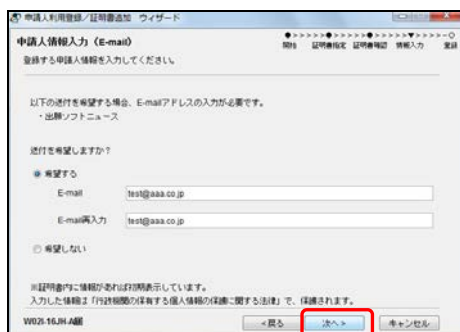 申請人利用登録／証明書追加 ウィザード
申請人情報入力（E-mail）
開始 証明書指定 証明書確認 情報入力 登録
登録する申請人情報を入力してください。
以下の送付を希望する場合、E-mailアドレスの入力が必要です。
・出願ソフトニュース
送付を希望しますか？
希望する
E-mail test@aaa.co.jp
E-mail再入力 test@aaa.co.jp
希望しない
※証明書内に情報があれば初期表示しています。
入力した情報は「行政機関の保有する個人情報の保護に関する法律」で、保護されます。
W02I-16JH-A版
<戻る 次へ> キャンセル